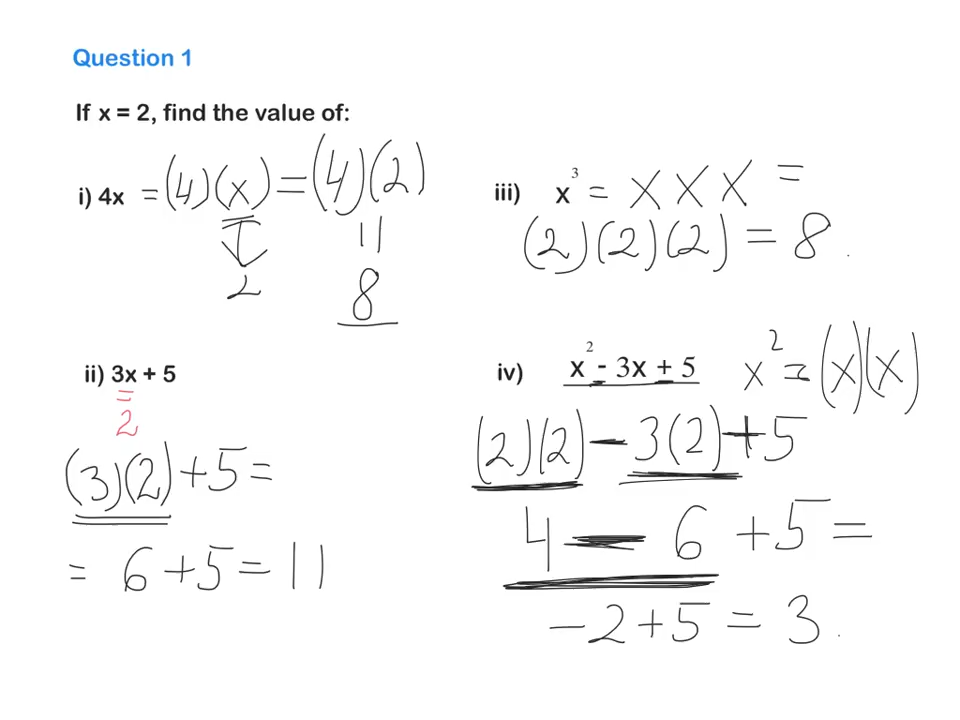 Question 1
If x = 2, find the value of:
i) 4x = (4)(x) = (4)(2)
2
11
8
ii) 3x + 5
=
2
(3)(2) + 5 =
= 6 + 5 = 11
iii) x³ = x x x =
(2)(2)(2) = 8.
iv) x² - 3x + 5
x² = (x)(x)
(2)(2) - 3(2) + 5
4 - 6 + 5 =
-2 + 5 = 3.